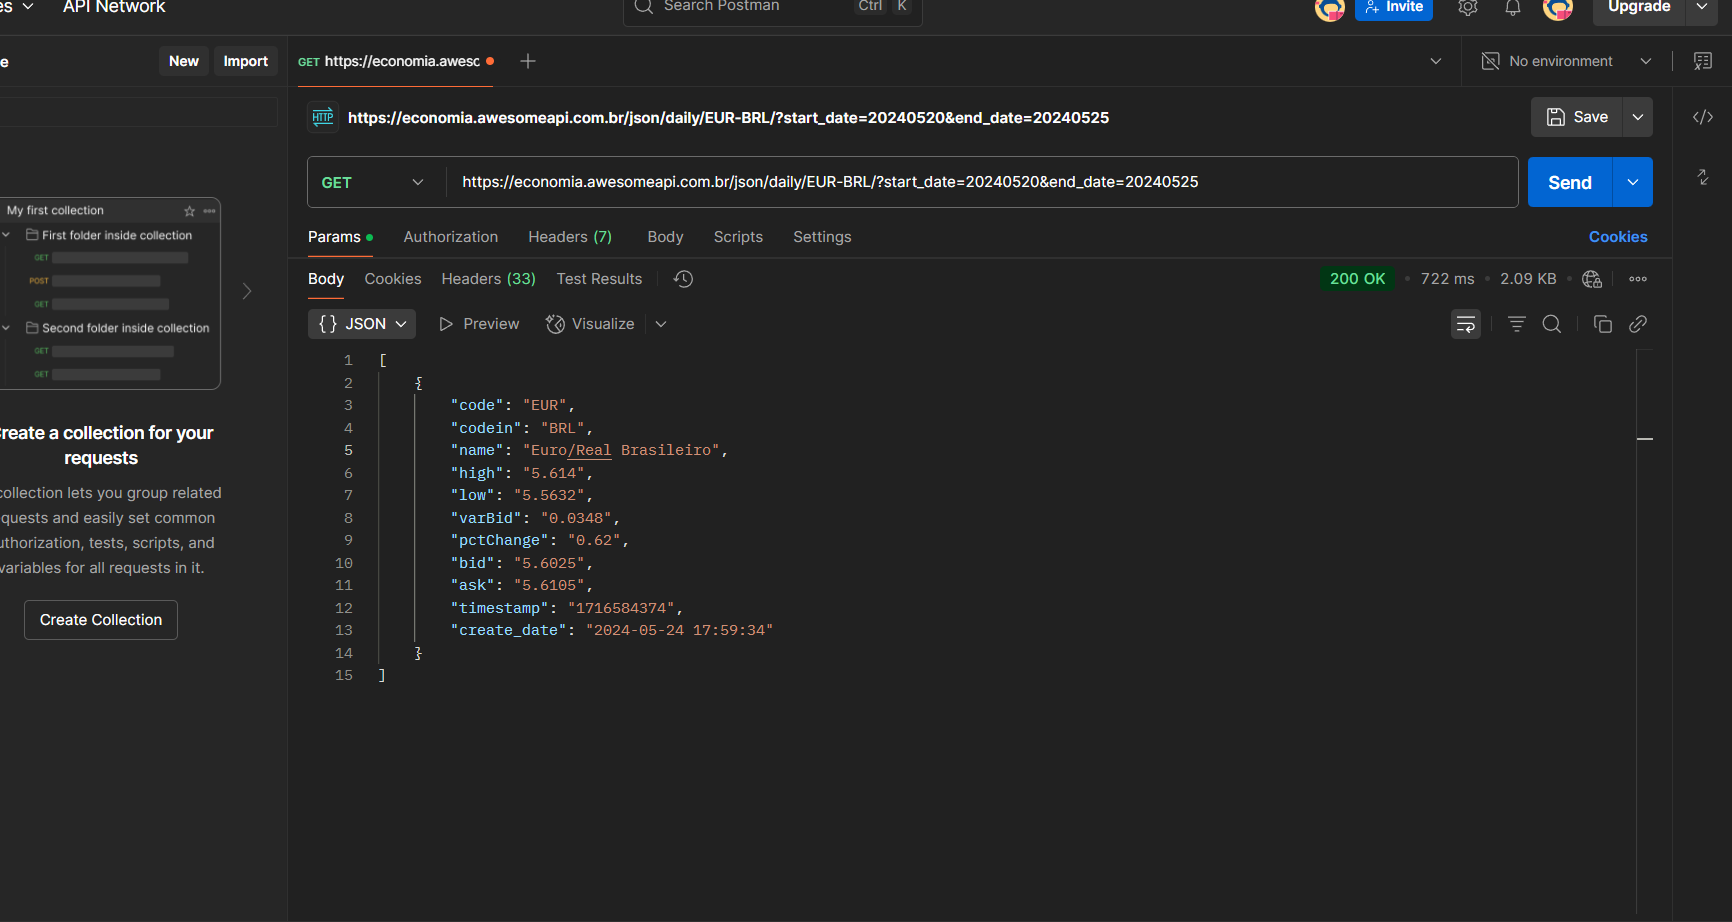 es
API Network
Search Postman
Ctrl K
Invite
Upgrade
e
New
Import
GET https://economia.awesc
No environment
HTTP
https://economia.awesomeapi.com.br/json/daily/EUR-BRL/?start_date=20240520&end_date=20240525
Save
GET
https://economia.awesomeapi.com.br/json/daily/EUR-BRL/?start_date=20240520&end_date=20240525
Send
Params
Authorization
Headers (7)
Body
Scripts
Settings
Cookies
Body
Cookies
Headers (33)
Test Results
200 OK
722 ms
2.09 KB
{} JSON
Preview
Visualize
1 [
2 {
3 "code": "EUR",
4 "codein": "BRL",
5 "name": "Euro/Real Brasileiro",
6 "high": "5.614",
7 "low": "5.5632",
8 "varBid": "0.0348",
9 "pctChange": "0.62",
10 "bid": "5.6025",
11 "ask": "5.6105",
12 "timestamp": "1716584374",
13 "create_date": "2024-05-24 17:59:34"
14 }
15 ]
My first collection
First folder inside collection
GET
POST
GET
Second folder inside collection
GET
GET
reate a collection for your
requests
collection lets you group related
quests and easily set common
uthorization, tests, scripts, and
variables for all requests in it.
Create Collection